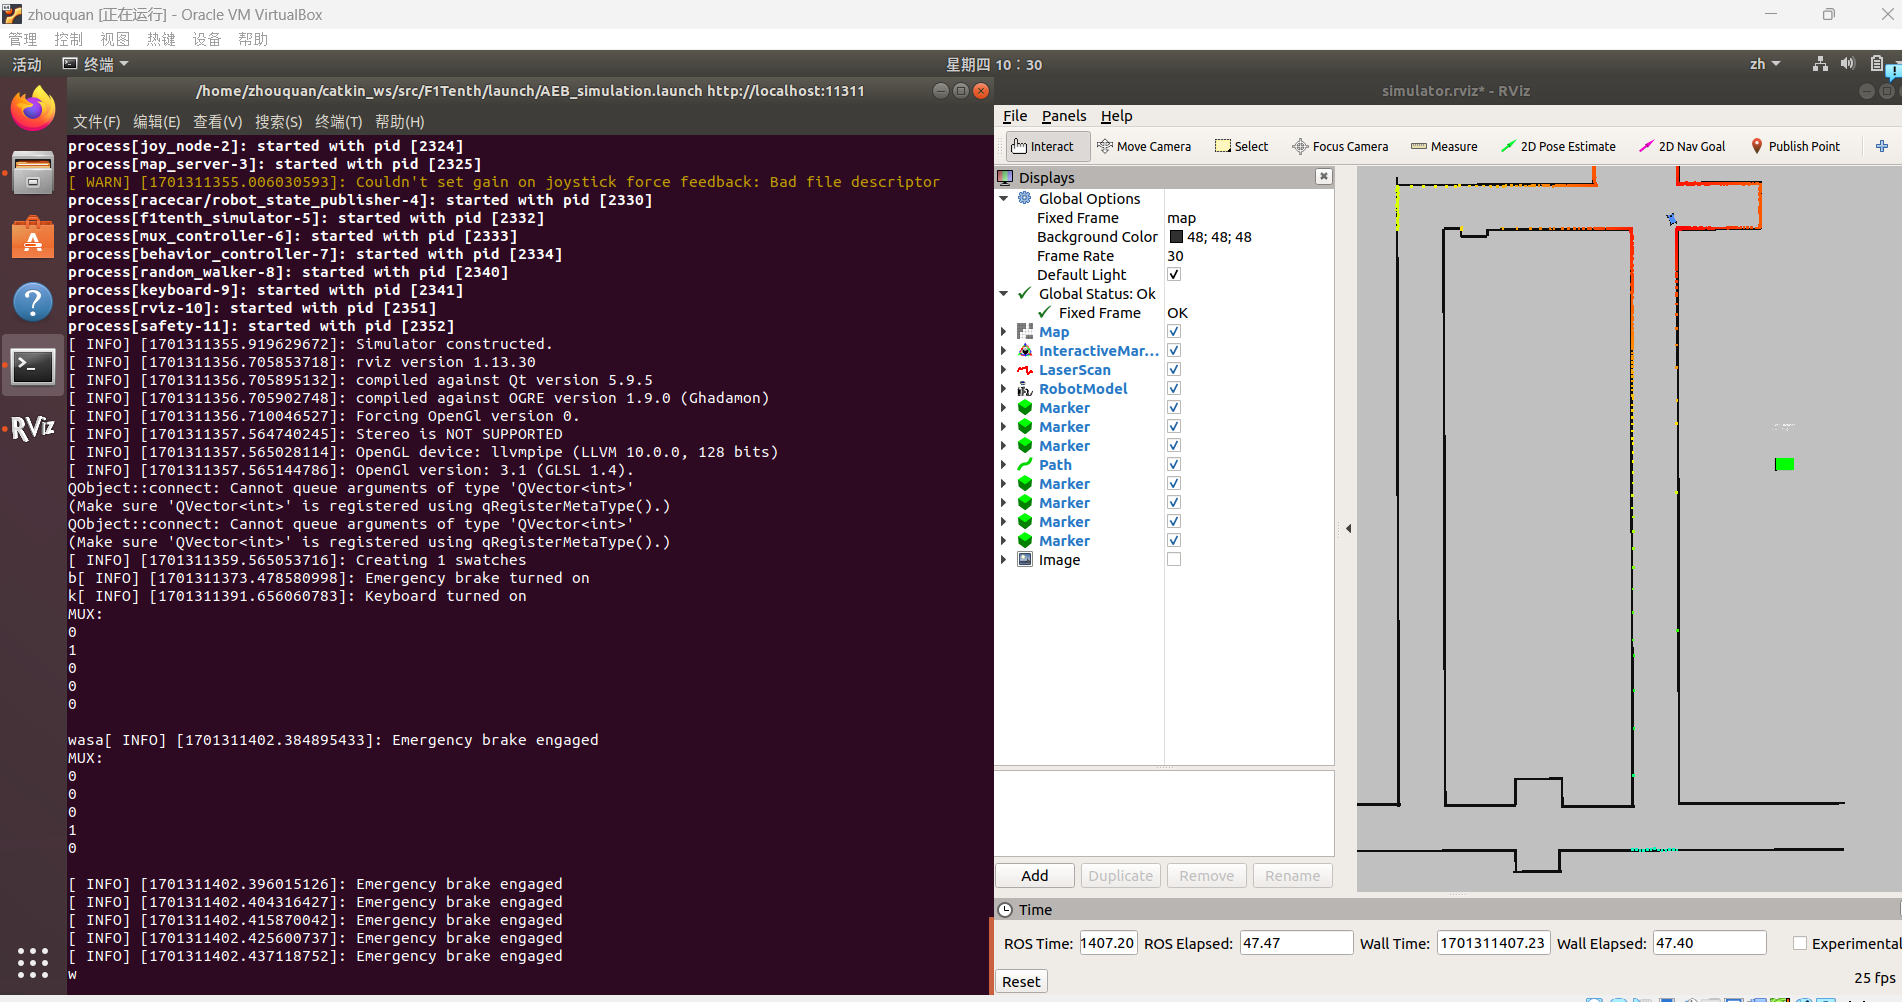 zhouquan [正在运行] - Oracle VM VirtualBox
管理 控制 视图 热键 设备 帮助
活动 终端 星期四 10：30 zh
/home/zhouquan/catkin_ws/src/F1Tenth/launch/AEB_simulation.launch http://localhost:11311
文件(F) 编辑(E) 查看(V) 搜索(S) 终端(T) 帮助(H)
process[joy_node-2]: started with pid [2324]
process[map_server-3]: started with pid [2325]
[ WARN] [1701311355.006030593]: Couldn't set gain on joystick force feedback: Bad file descriptor
process[racecar/robot_state_publisher-4]: started with pid [2330]
process[f1tenth_simulator-5]: started with pid [2332]
process[mux_controller-6]: started with pid [2333]
process[behavior_controller-7]: started with pid [2334]
process[random_walker-8]: started with pid [2340]
process[keyboard-9]: started with pid [2341]
process[rviz-10]: started with pid [2351]
process[safety-11]: started with pid [2352]
[ INFO] [1701311355.919629672]: Simulator constructed.
[ INFO] [1701311356.705853718]: rviz version 1.13.30
[ INFO] [1701311356.705895132]: compiled against Qt version 5.9.5
[ INFO] [1701311356.705902748]: compiled against OGRE version 1.9.0 (Ghadamon)
[ INFO] [1701311356.710046527]: Forcing OpenGl version 0.
[ INFO] [1701311357.564740245]: Stereo is NOT SUPPORTED
[ INFO] [1701311357.565028114]: OpenGL device: llvmpipe (LLVM 10.0.0, 128 bits)
[ INFO] [1701311357.565144786]: OpenGl version: 3.1 (GLSL 1.4).
QObject::connect: Cannot queue arguments of type 'QVector<int>'
(Make sure 'QVector<int>' is registered using qRegisterMetaType().)
QObject::connect: Cannot queue arguments of type 'QVector<int>'
(Make sure 'QVector<int>' is registered using qRegisterMetaType().)
[ INFO] [1701311359.565053716]: Creating 1 swatches
b[ INFO] [1701311373.478580998]: Emergency brake turned on
k[ INFO] [1701311391.656060783]: Keyboard turned on
MUX:
0
1
0
0
0
wasa[ INFO] [1701311402.384895433]: Emergency brake engaged
MUX:
0
0
0
1
0
[ INFO] [1701311402.396015126]: Emergency brake engaged
[ INFO] [1701311402.404316427]: Emergency brake engaged
[ INFO] [1701311402.415870042]: Emergency brake engaged
[ INFO] [1701311402.425600737]: Emergency brake engaged
[ INFO] [1701311402.437118752]: Emergency brake engaged
w
RViz
simulator.rviz* - RViz
File Panels Help
Interact Move Camera Select Focus Camera Measure 2D Pose Estimate 2D Nav Goal Publish Point
Displays
Global Options
Fixed Frame map
Background Color 48; 48; 48
Frame Rate 30
Default Light
Global Status: Ok
Fixed Frame OK
Map
InteractiveMar...
LaserScan
RobotModel
Marker
Marker
Marker
Path
Marker
Marker
Marker
Marker
Image
Add Duplicate Remove Rename
Time
ROS Time: 1407.20 ROS Elapsed: 47.47 Wall Time: 1701311407.23 Wall Elapsed: 47.40 Experimental
Reset 25 fps